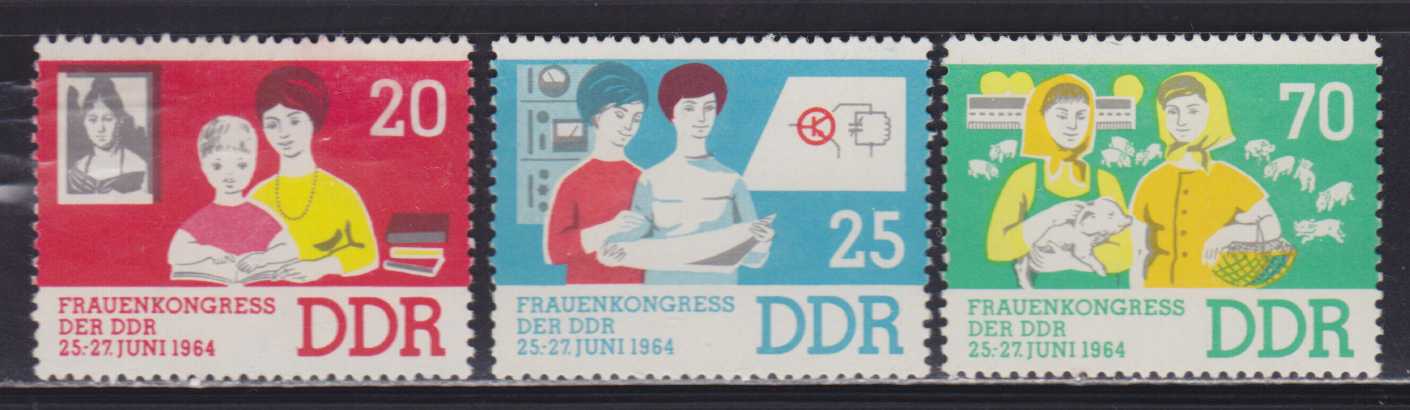 20
FRAUENKONGRESS
DER DDR
25.-27. JUNI 1964
DDR
25
FRAUENKONGRESS
DER DDR
25.-27. JUNI 1964
DDR
70
FRAUENKONGRESS
DER DDR
25.-27. JUNI 1964
DDR